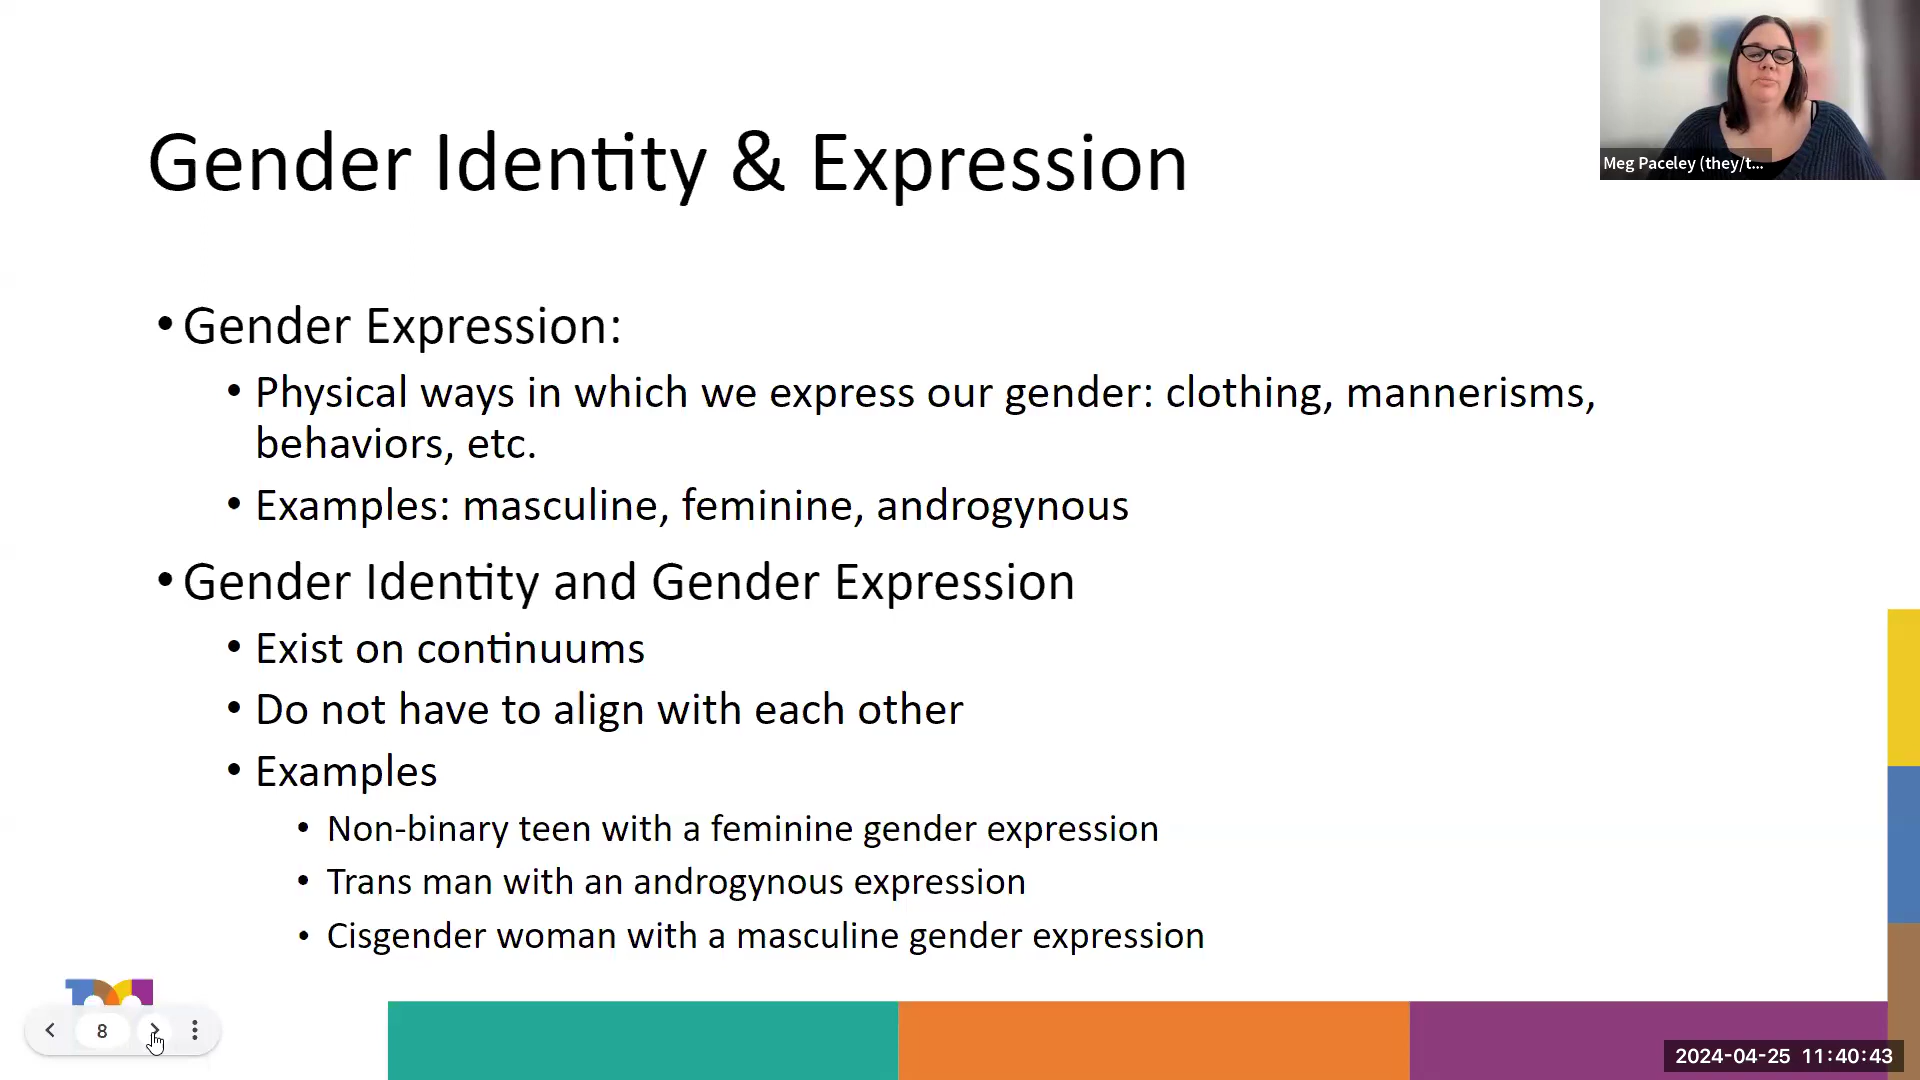 Gender Identity & Expression
Meg Paceley (they/t...
• Gender Expression:
• Physical ways in which we express our gender: clothing, mannerisms,
behaviors, etc.
• Examples: masculine, feminine, androgynous
• Gender Identity and Gender Expression
• Exist on continuums
• Do not have to align with each other
• Examples
• Non-binary teen with a feminine gender expression
• Trans man with an androgynous expression
• Cisgender woman with a masculine gender expression
8
2024-04-25 11:40:43